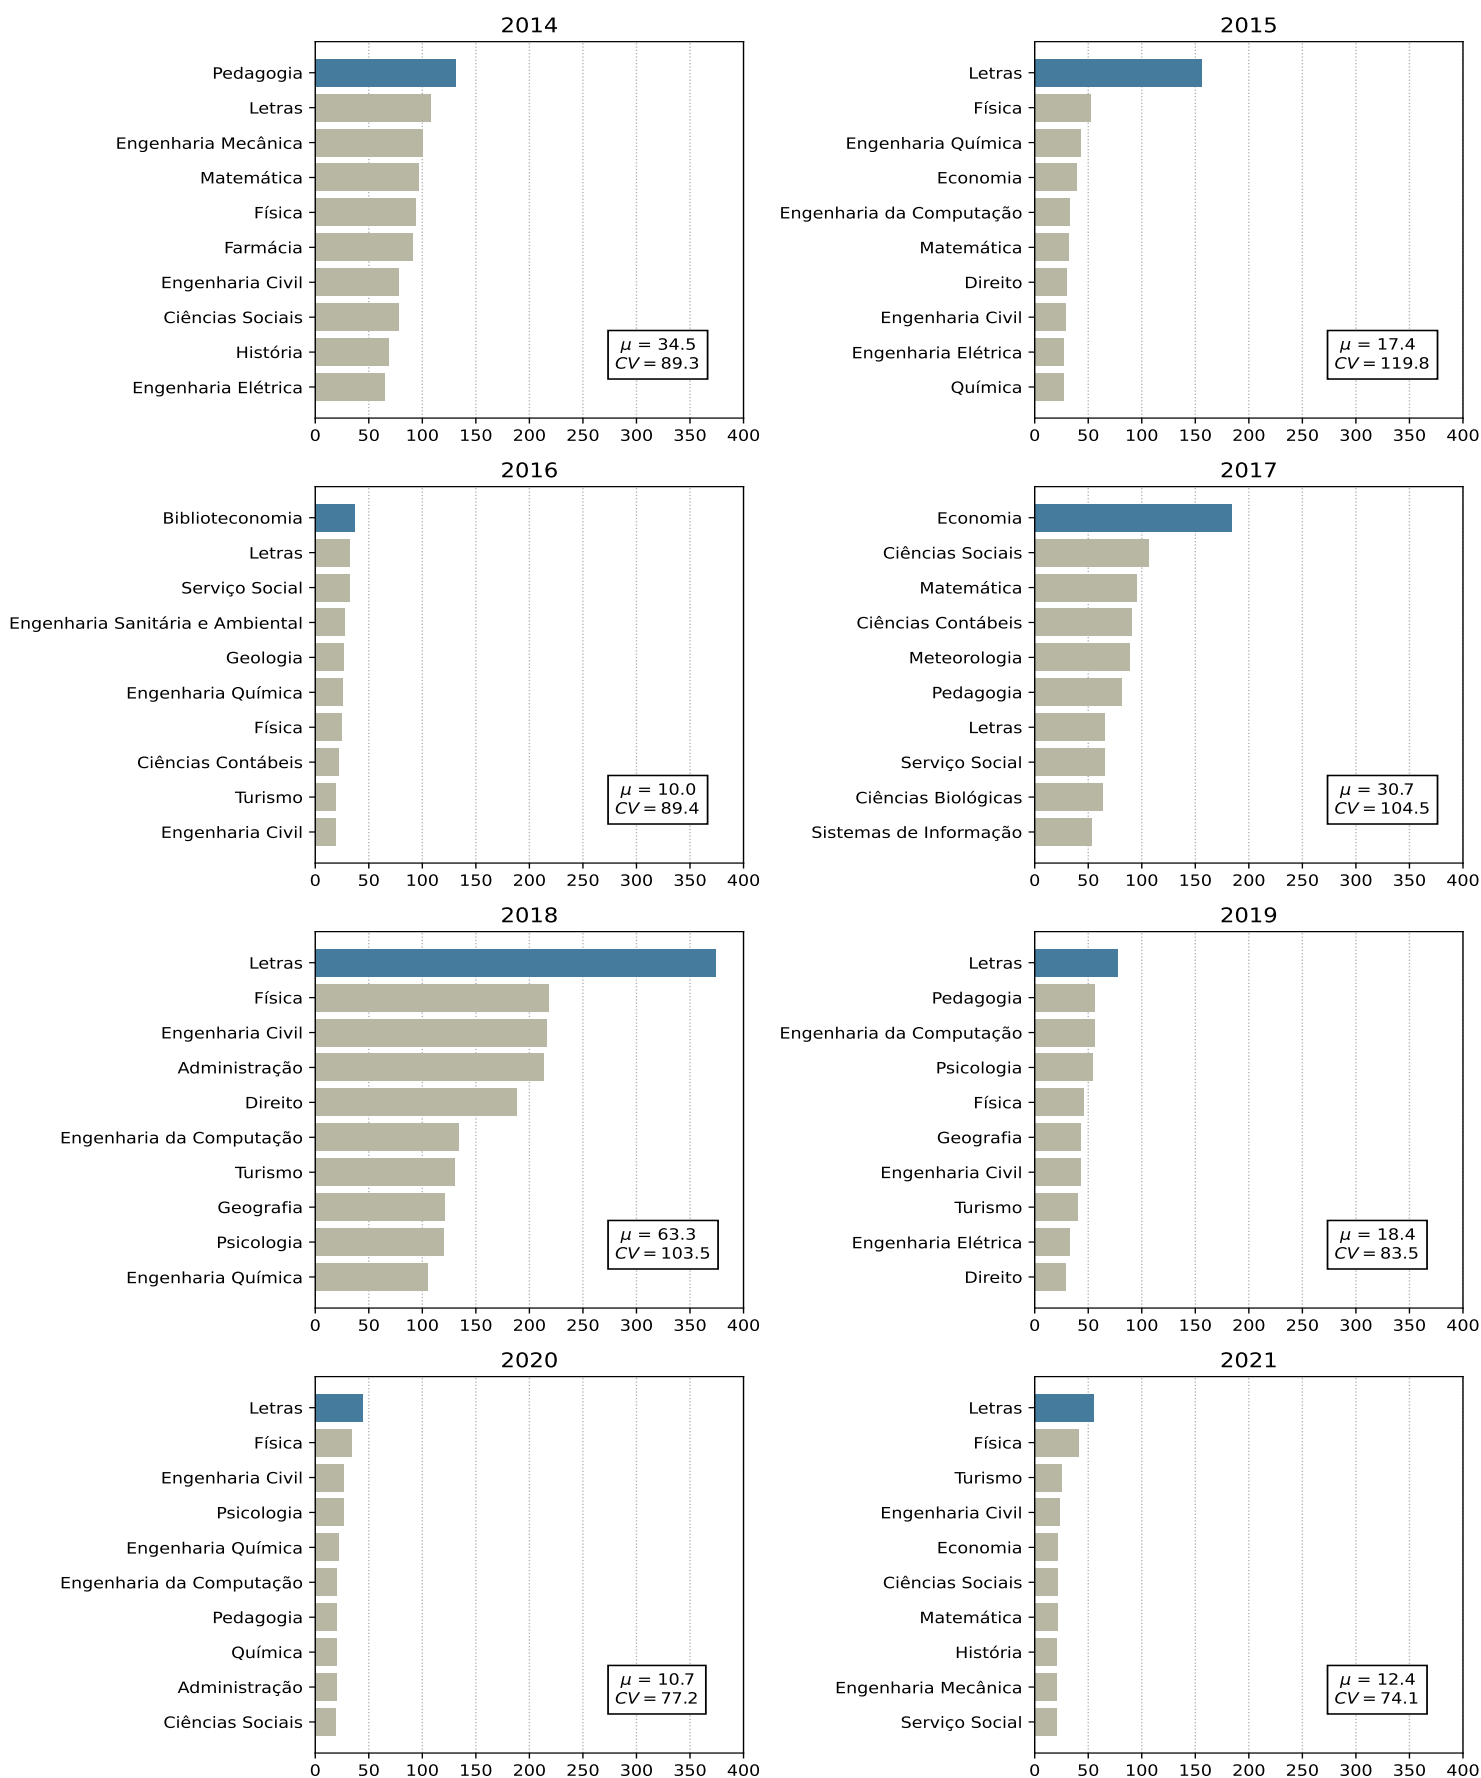 2014
Pedagogia
Letras
Engenharia Mecânica
Matemática
Física
Farmácia
Engenharia Civil
Ciências Sociais
História
Engenharia Elétrica
μ = 34.5
CV = 89.3
0 50 100 150 200 250 300 350 400
2015
Letras
Física
Engenharia Química
Economia
Engenharia da Computação
Matemática
Direito
Engenharia Civil
Engenharia Elétrica
Química
μ = 17.4
CV = 119.8
0 50 100 150 200 250 300 350 400
2016
Biblioteconomia
Letras
Serviço Social
Engenharia Sanitária e Ambiental
Geologia
Engenharia Química
Física
Ciências Contábeis
Turismo
Engenharia Civil
μ = 10.0
CV = 89.4
0 50 100 150 200 250 300 350 400
2017
Economia
Ciências Sociais
Matemática
Ciências Contábeis
Meteorologia
Pedagogia
Letras
Serviço Social
Ciências Biológicas
Sistemas de Informação
μ = 30.7
CV = 104.5
0 50 100 150 200 250 300 350 400
2018
Letras
Física
Engenharia Civil
Administração
Direito
Engenharia da Computação
Turismo
Geografia
Psicologia
Engenharia Química
μ = 63.3
CV = 103.5
0 50 100 150 200 250 300 350 400
2019
Letras
Pedagogia
Engenharia da Computação
Psicologia
Física
Geografia
Engenharia Civil
Turismo
Engenharia Elétrica
Direito
μ = 18.4
CV = 83.5
0 50 100 150 200 250 300 350 400
2020
Letras
Física
Engenharia Civil
Psicologia
Engenharia Química
Engenharia da Computação
Pedagogia
Química
Administração
Ciências Sociais
μ = 10.7
CV = 77.2
0 50 100 150 200 250 300 350 400
2021
Letras
Física
Turismo
Engenharia Civil
Economia
Ciências Sociais
Matemática
História
Engenharia Mecânica
Serviço Social
μ = 12.4
CV = 74.1
0 50 100 150 200 250 300 350 400